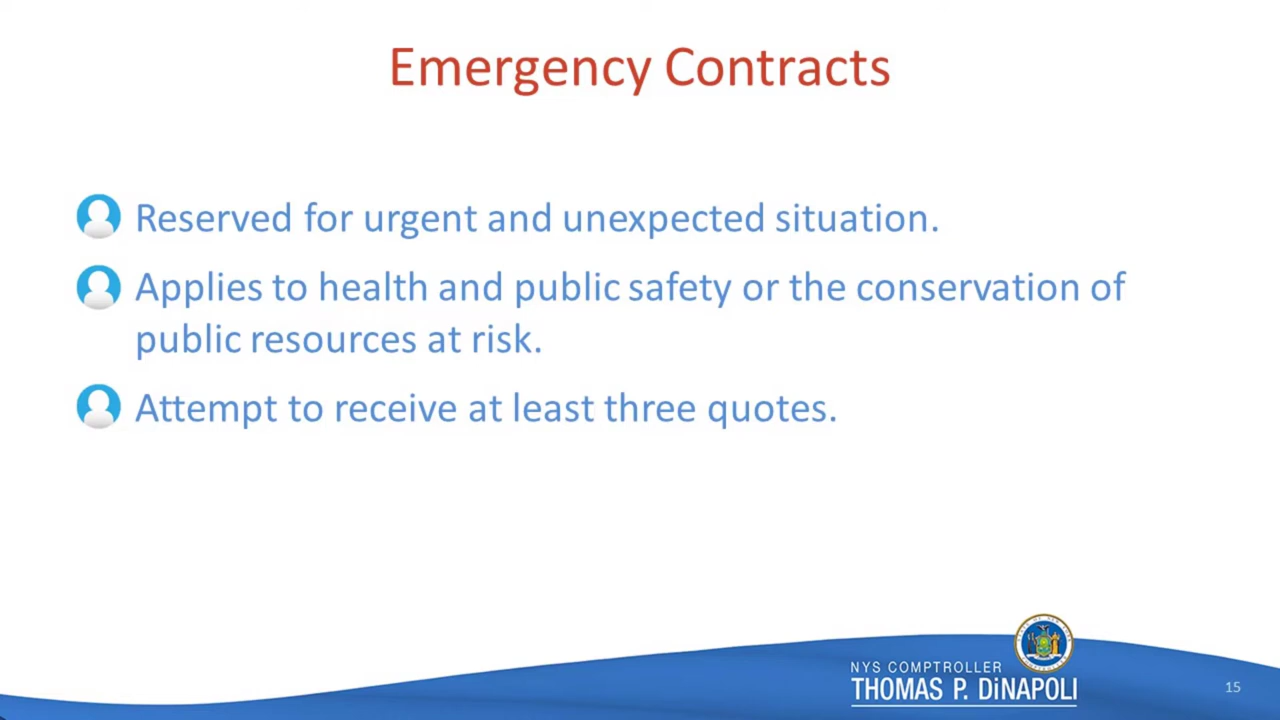 Emergency Contracts
Reserved for urgent and unexpected situation.
Applies to health and public safety or the conservation of
public resources at risk.
Attempt to receive at least three quotes.
NYS COMPTROLLER
THOMAS P. DiNAPOLI
15